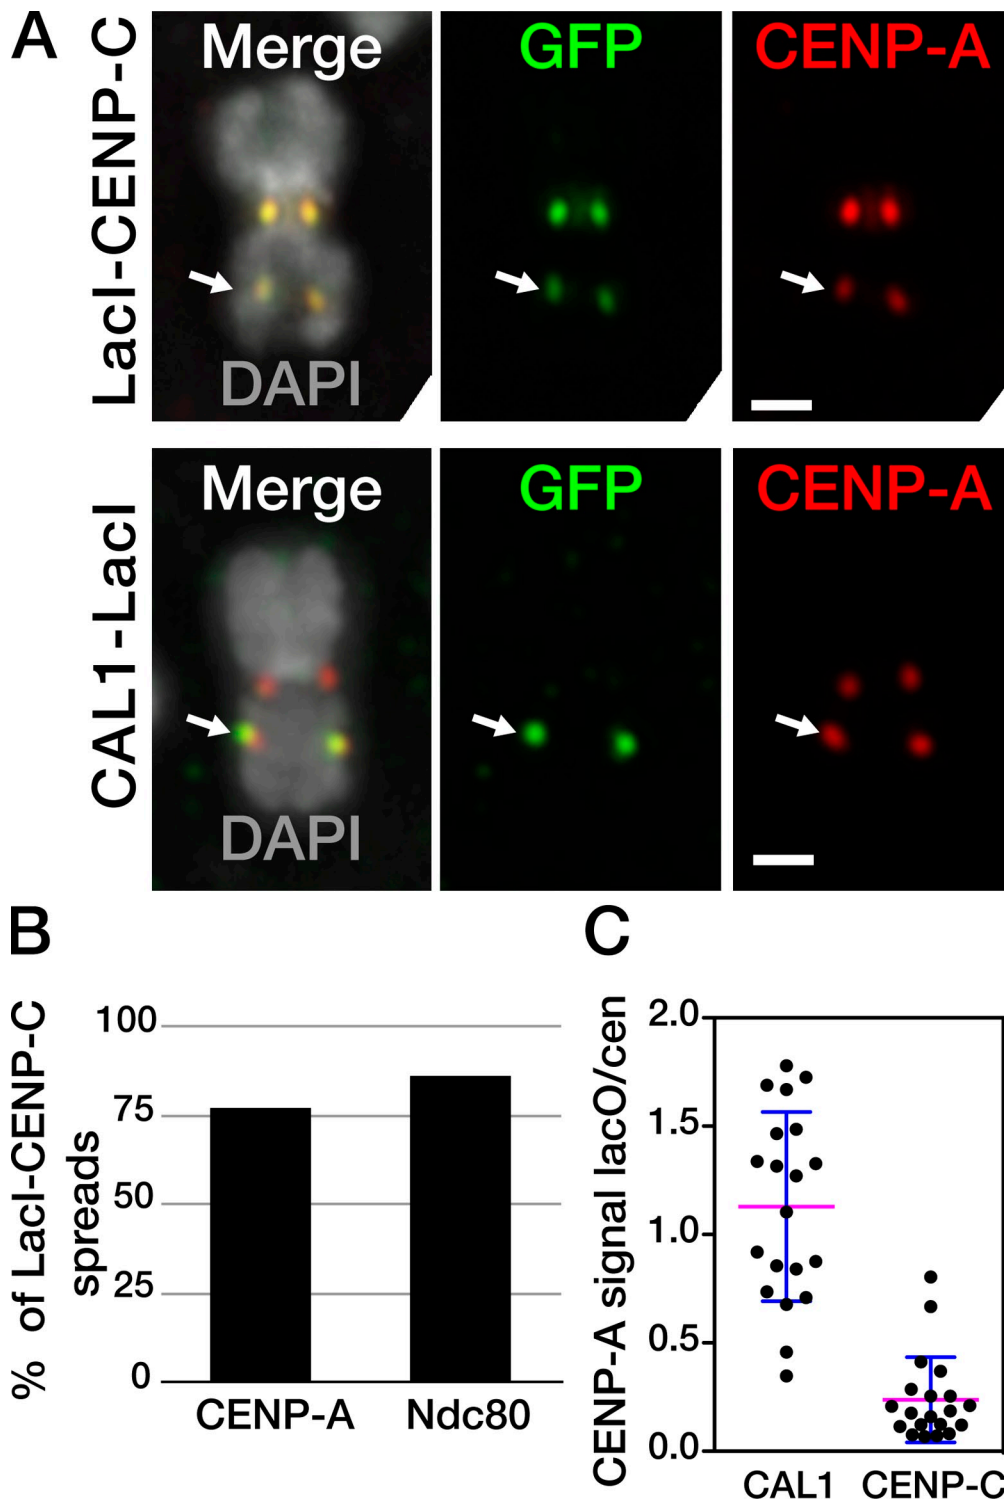 A
LacI-CENP-C
Merge
GFP
CENP-A
DAPI
CAL1-LacI
Merge
GFP
CENP-A
DAPI
B
% of LacI-CENP-C
spreads
100
75
50
25
0
CENP-A
Ndc80
C
CENP-A signal lacO/cen
2.0
1.5
1.0
0.5
0.0
CAL1
CENP-C